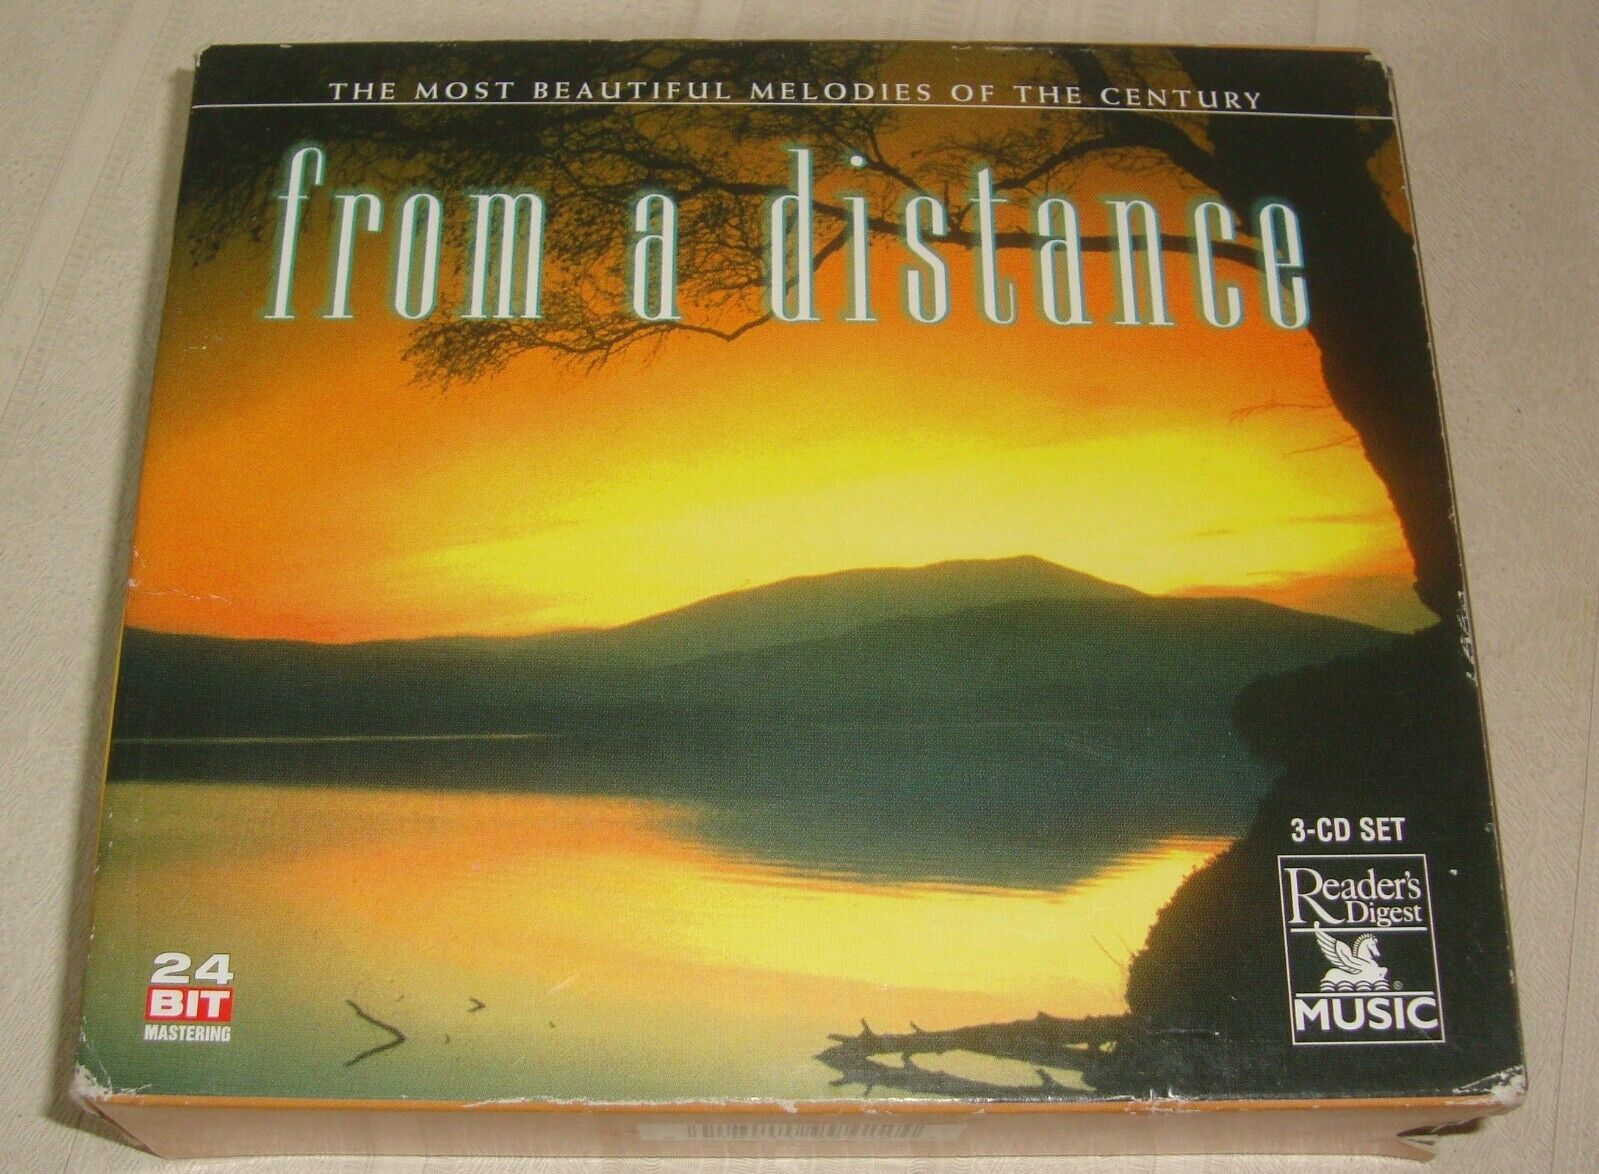 THE MOST BEAUTIFUL MELODIES OF THE CENTURY
from a distance
3-CD SET
Reader's
Digest
®
MUSIC
24
BIT
MASTERING